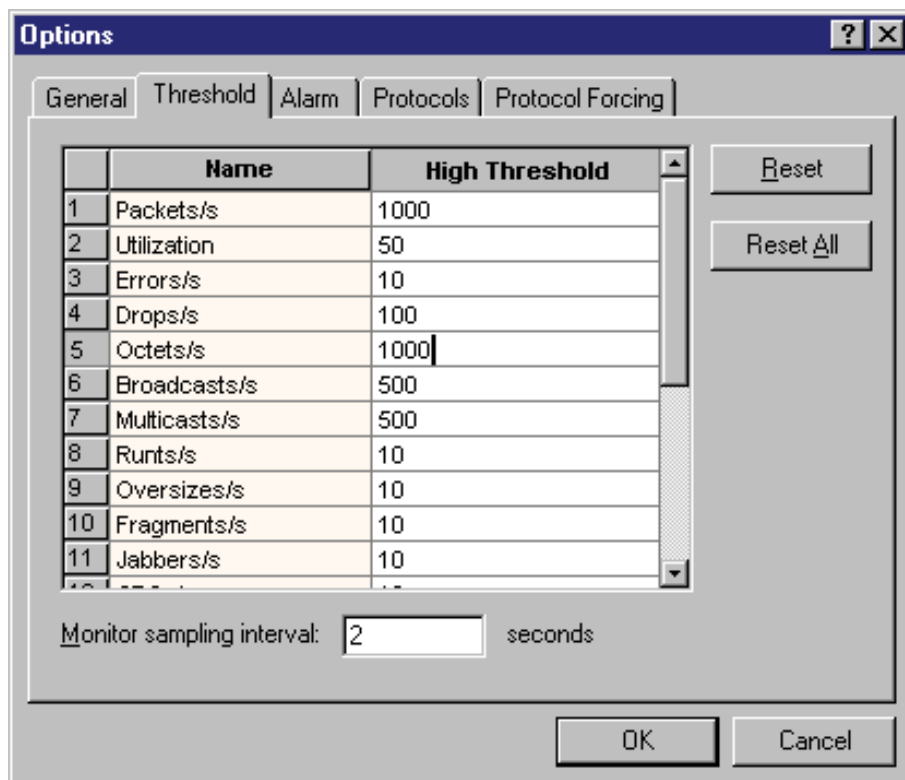 Options
General Threshold Alarm Protocols Protocol Forcing
Name High Threshold
1 Packets/s 1000
2 Utilization 50
3 Errors/s 10
4 Drops/s 100
5 Octets/s 1000
6 Broadcasts/s 500
7 Multicasts/s 500
8 Runts/s 10
9 Oversizes/s 10
10 Fragments/s 10
11 Jabbers/s 10
Reset
Reset All
Monitor sampling interval: 2 seconds
OK Cancel